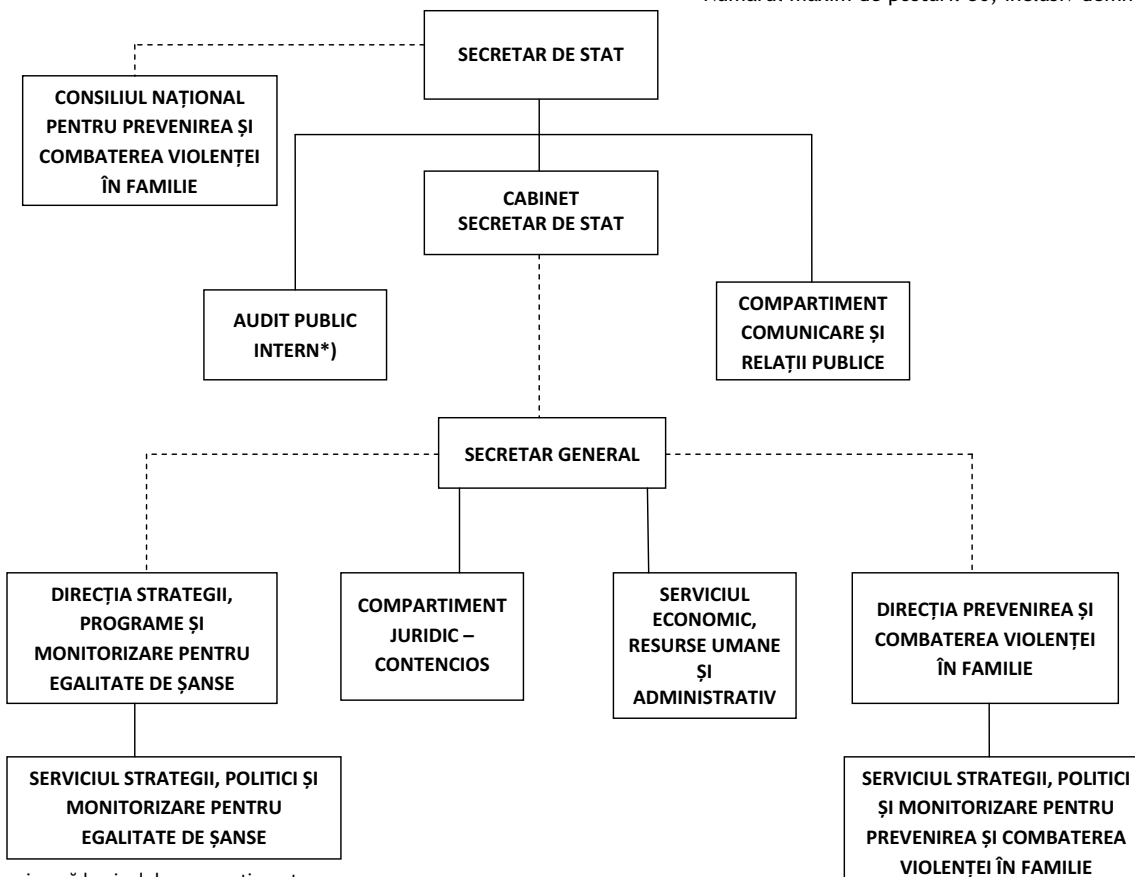 SECRETAR DE STAT
CONSILIUL NAȚIONAL
PENTRU PREVENIREA ȘI
COMBATEREA VIOLENȚEI
ÎN FAMILIE
CABINET
SECRETAR DE STAT
AUDIT PUBLIC
INTERN*)
COMPARTIMENT
COMUNICARE ȘI
RELAȚII PUBLICE
SECRETAR GENERAL
DIRECȚIA STRATEGII,
PROGRAME ȘI
MONITORIZARE PENTRU
EGALITATE DE ȘANSE
COMPARTIMENT
JURIDIC –
CONTENCIOS
SERVICIUL
ECONOMIC,
RESURSE UMANE
ȘI
ADMINISTRATIV
DIRECȚIA PREVENIREA ȘI
COMBATEREA VIOLENȚEI
ÎN FAMILIE
SERVICIUL STRATEGII, POLITICI ȘI
MONITORIZARE PENTRU
EGALITATE DE ȘANSE
SERVICIUL STRATEGII, POLITICI
ȘI MONITORIZARE PENTRU
PREVENIREA ȘI COMBATEREA
VIOLENȚEI ÎN FAMILIE